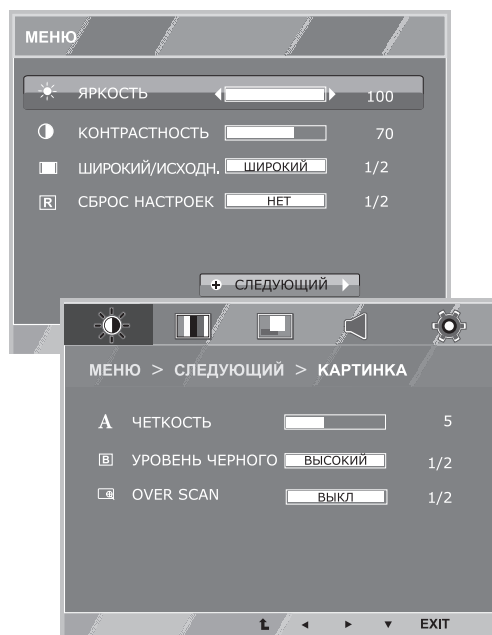 МЕНЮ
ЯРКОСТЬ 100
КОНТРАСТНОСТЬ 70
ШИРОКИЙ/ИСХОДН. ШИРОКИЙ 1/2
R СБРОС НАСТРОЕК НЕТ 1/2
СЛЕДУЮЩИЙ
МЕНЮ > СЛЕДУЮЩИЙ > КАРТИНКА
A ЧЕТКОСТЬ 5
B УРОВЕНЬ ЧЕРНОГО ВЫСОКИЙ 1/2
OVER SCAN ВЫКЛ 1/2
EXIT